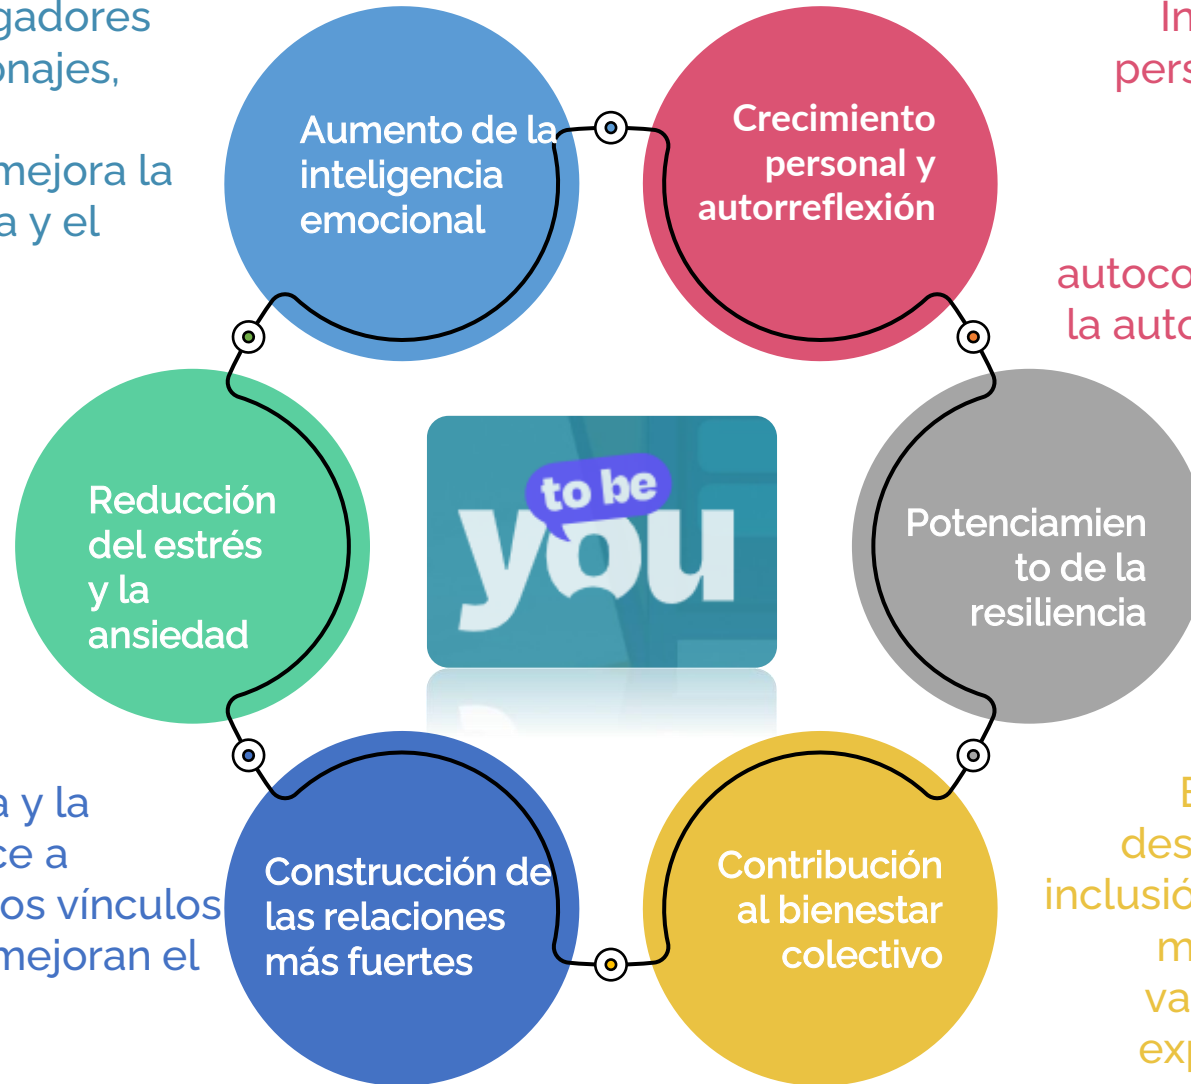 gadores
onajes,
mejora la
a y el
Aumento de la
inteligencia
emocional
Crecimiento
personal y
autorreflexión
In
pers
autoco
la auto
Reducción
del estrés
y la
ansiedad
to be
you
Potenciamien
to de la
resiliencia
a y la
ce a
os vínculos
mejoran el
Construcción de
las relaciones
más fuertes
Contribución
al bienestar
colectivo
E
des
inclusió
m
va
exp